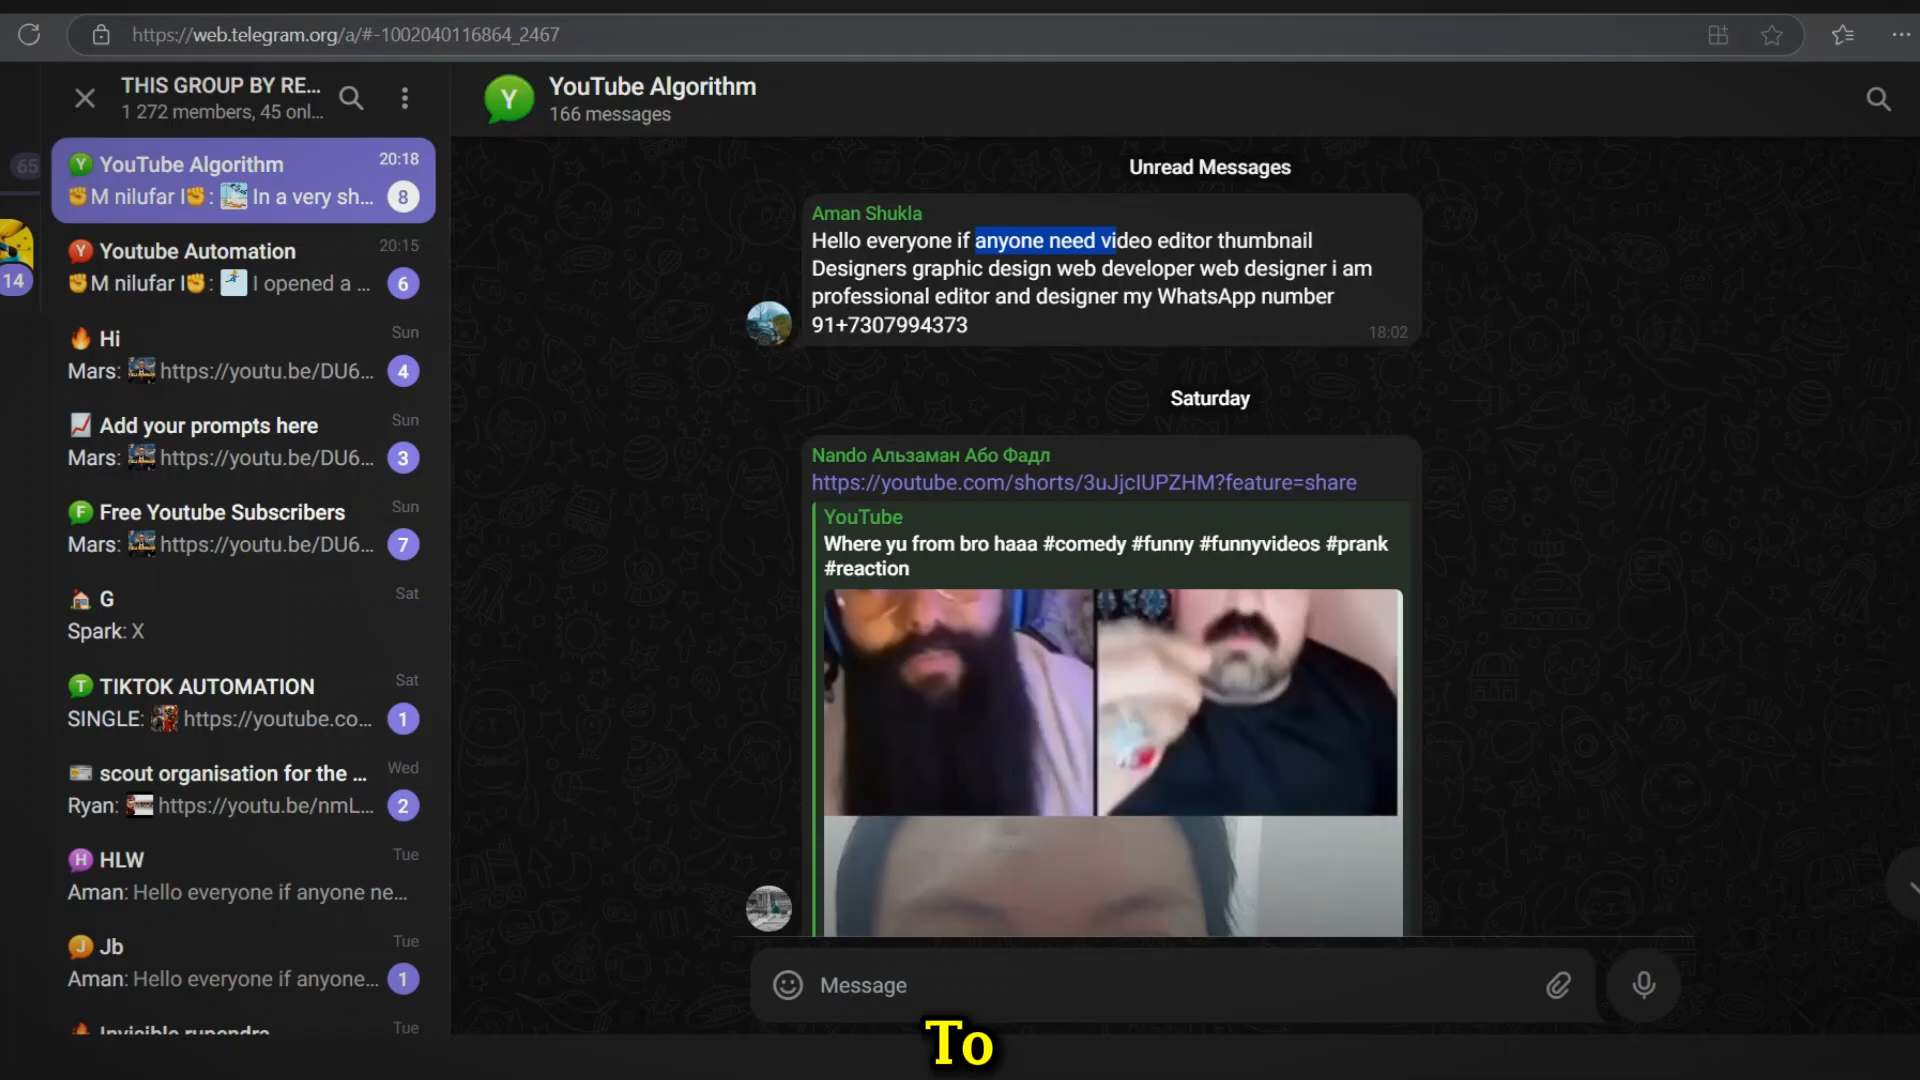 https://web.telegram.org/a/#-1002040116864_2467
THIS GROUP BY RE...
1 272 members, 45 onl...
65
14
Y YouTube Algorithm 20:18
M nilufar I: In a very sh... 8
Y Youtube Automation 20:15
M nilufar I: I opened a ... 6
Hi Sun
Mars: https://youtu.be/DU6... 4
Add your prompts here Sun
Mars: https://youtu.be/DU6... 3
F Free Youtube Subscribers Sun
Mars: https://youtu.be/DU6... 7
G Sat
Spark: X
T TIKTOK AUTOMATION Sat
SINGLE: https://youtube.co... 1
scout organisation for the ... Wed
Ryan: https://youtu.be/nmL... 2
H HLW Tue
Aman: Hello everyone if anyone ne...
J Jb Tue
Aman: Hello everyone if anyone... 1
Invisible rupendra Tue
Y YouTube Algorithm
166 messages
Unread Messages
Aman Shukla
Hello everyone if anyone need video editor thumbnail
Designers graphic design web developer web designer i am
professional editor and designer my WhatsApp number
91+7307994373
18:02
Saturday
Nando Альзаман Або Фадл
https://youtube.com/shorts/3uJjcIUPZHM?feature=share
YouTube
Where yu from bro haaa #comedy #funny #funnyvideos #prank
#reaction
Message
To